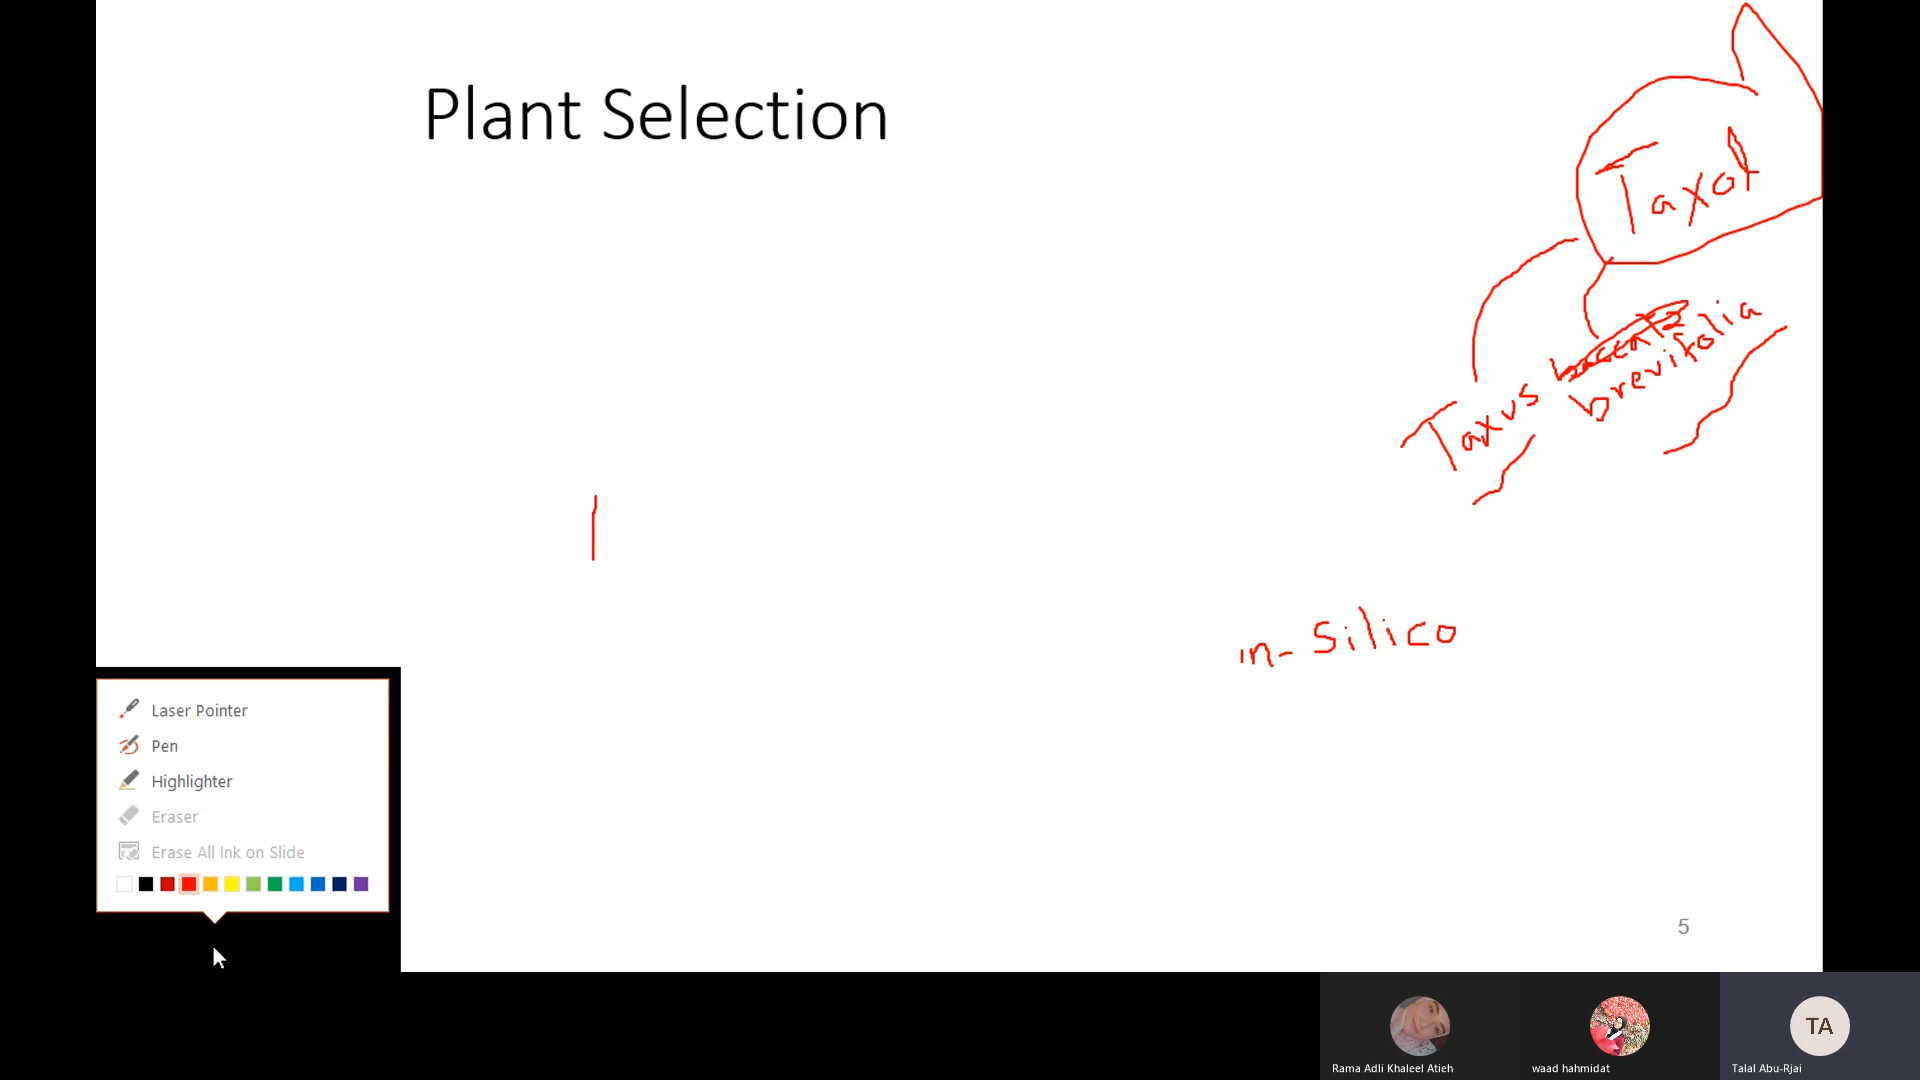 Plant Selection
Taxol
Taxus baccata
brevifolia
in-Silico
Laser Pointer
Pen
Highlighter
Eraser
Erase All Ink on Slide
5
TA
Rama Adli Khaleel Atieh
waad hahmidat
Talal Abu-Rjai